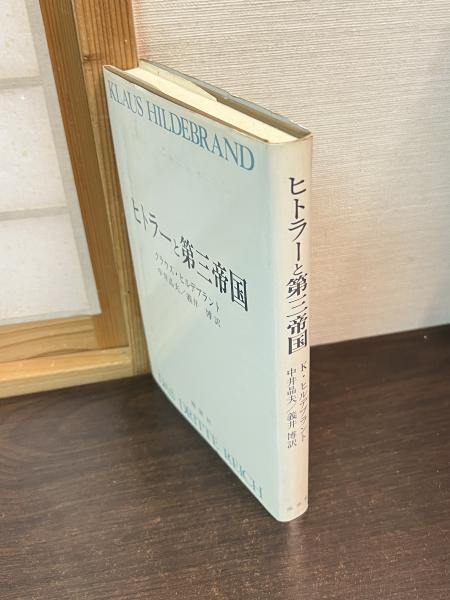 KLAUS HILDEBRAND
ヒトラーと第三帝国
クラウス・ヒルデブラント
中井晶夫／義井 博 訳
DAS DRITTE REICH
ヒトラーと第三帝国
K・ヒルデブラント
中井晶夫／義井 博訳